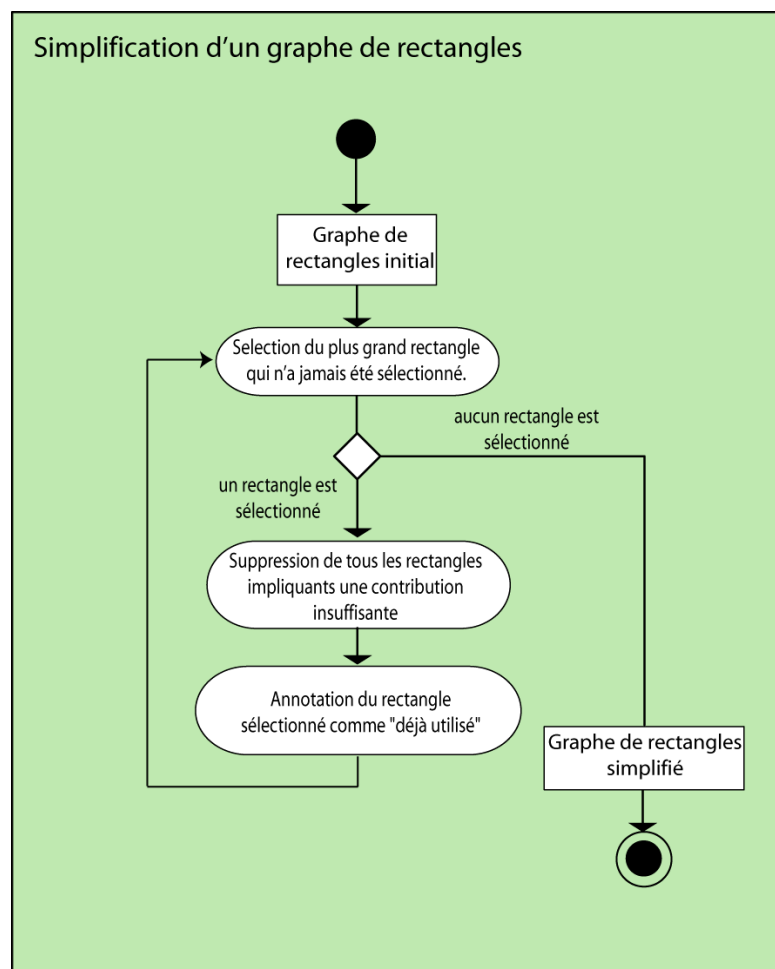 Simplification d'un graphe de rectangles
Graphe de
rectangles initial
Selection du plus grand rectangle
qui n'a jamais été sélectionné.
aucun rectangle est
sélectionné
un rectangle est
sélectionné
Suppression de tous les rectangles
impliquants une contribution
insuffisante
Annotation du rectangle
sélectionné comme "déjà utilisé"
Graphe de rectangles
simplifié